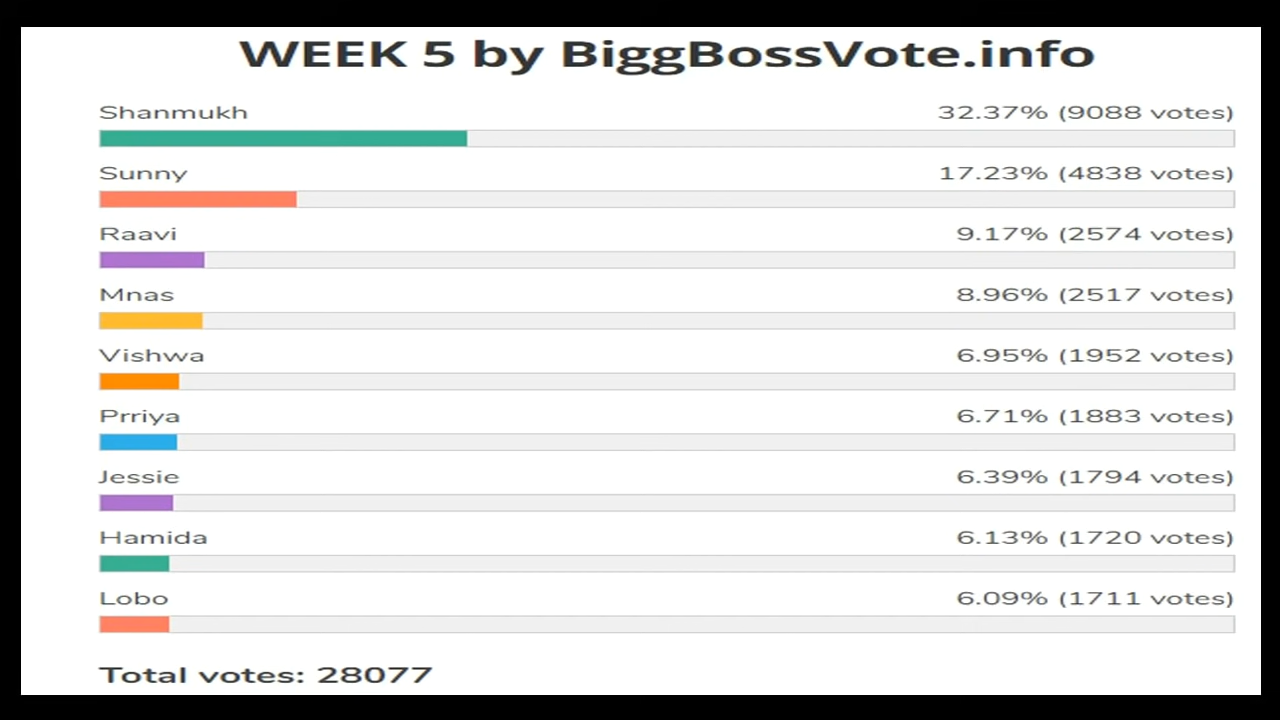 WEEK 5 by BiggBossVote.info
Shanmukh 32.37% (9088 votes)
Sunny 17.23% (4838 votes)
Raavi 9.17% (2574 votes)
Mnas 8.96% (2517 votes)
Vishwa 6.95% (1952 votes)
Prriya 6.71% (1883 votes)
Jessie 6.39% (1794 votes)
Hamida 6.13% (1720 votes)
Lobo 6.09% (1711 votes)
Total votes: 28077